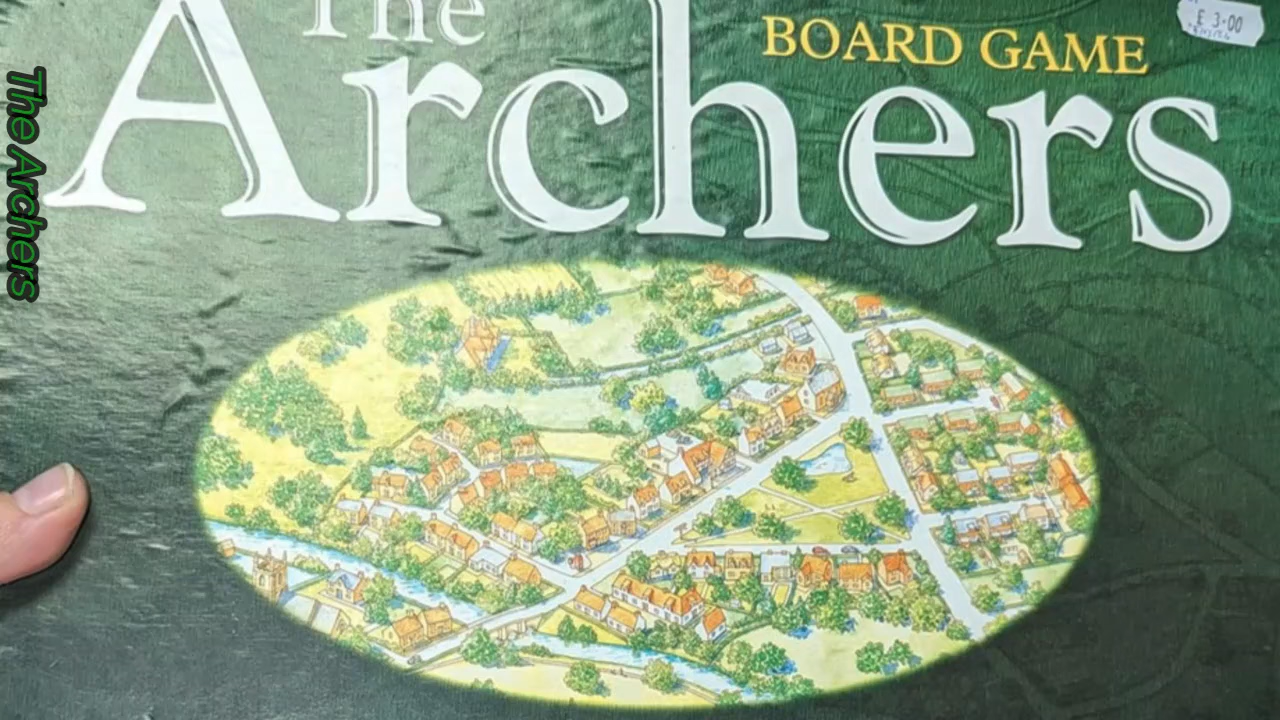 The
BOARD GAME
Archers
£ 3.00
The Archers